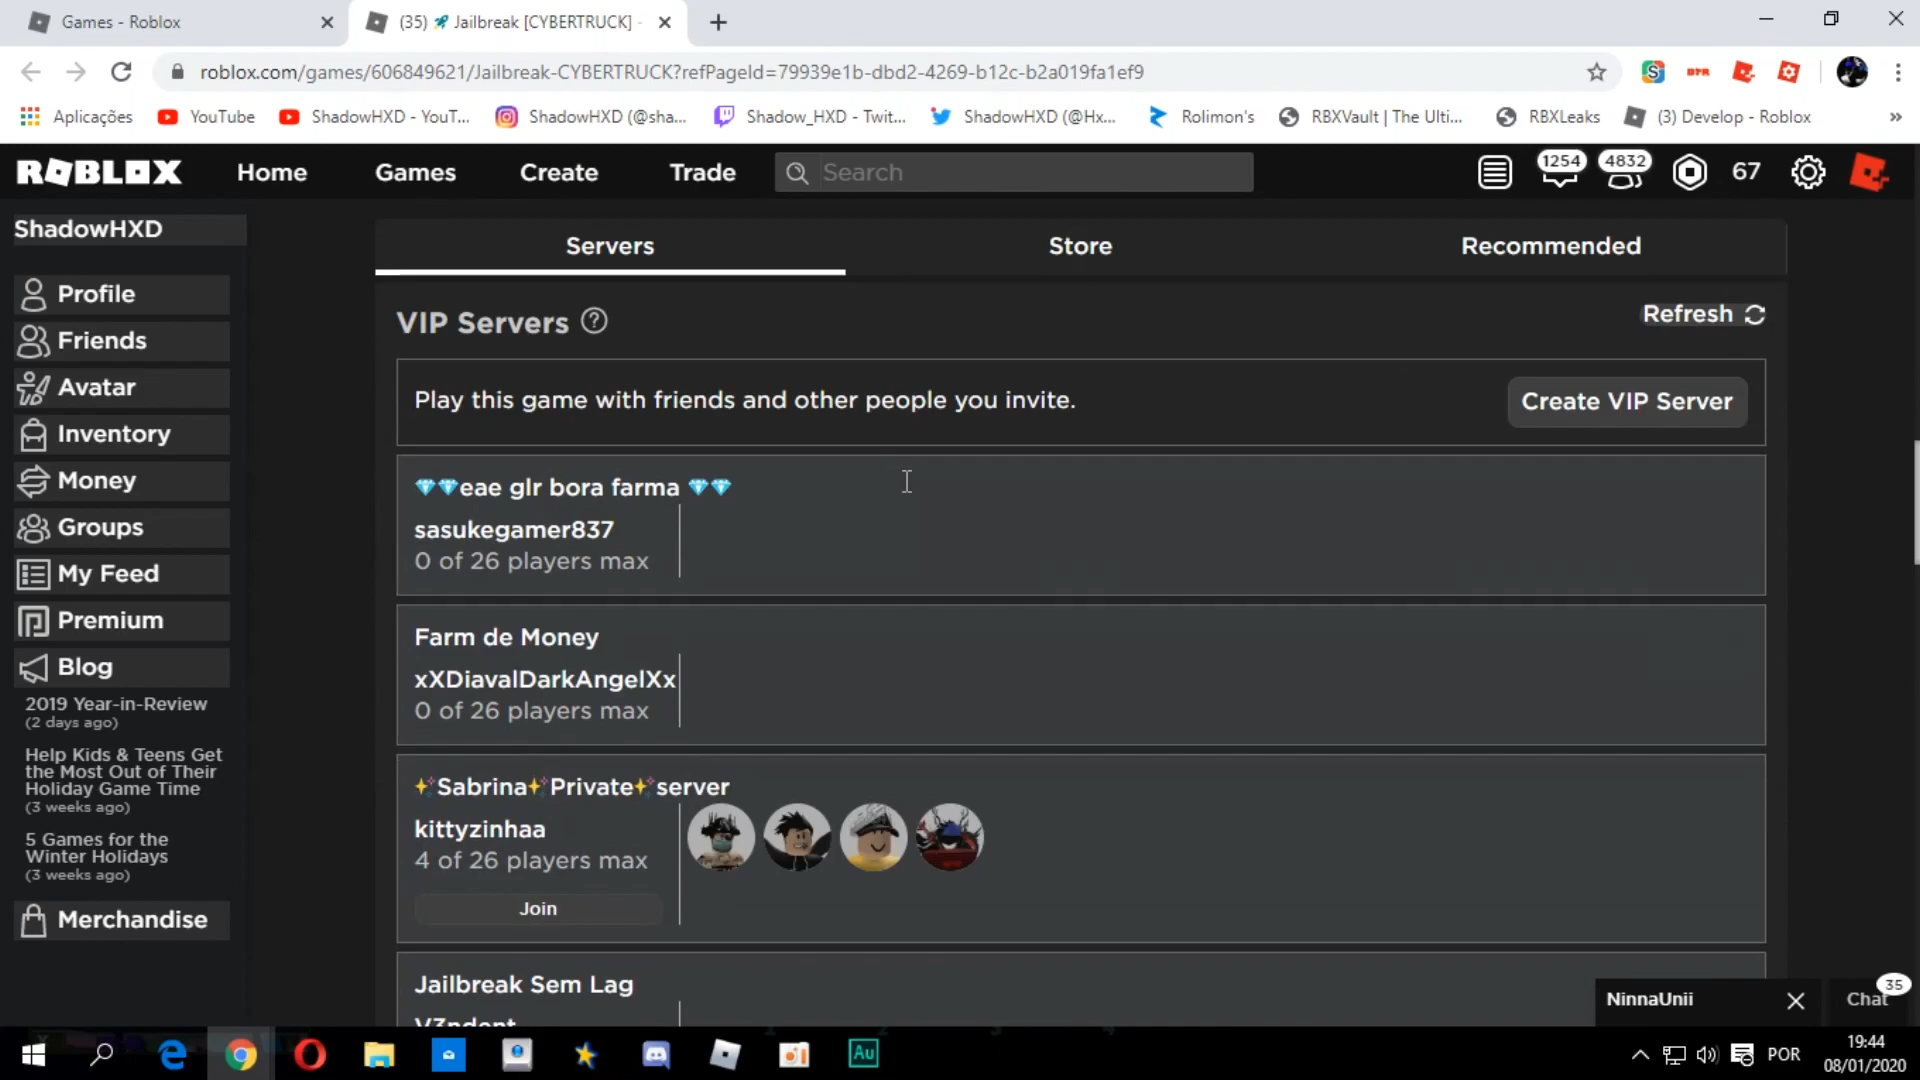 Games - Roblox
(35) 🚀 Jailbreak [CYBERTRUCK] -
roblox.com/games/606849621/Jailbreak-CYBERTRUCK?refPageId=79939e1b-dbd2-4269-b12c-b2a019fa1ef9
Aplicações YouTube ShadowHXD - YouT... ShadowHXD (@sha... Shadow_HXD - Twit... ShadowHXD (@Hx... Rolimon's RBXVault | The Ulti... RBXLeaks (3) Develop - Roblox »
ROBLOX Home Games Create Trade Search 1254 4832 67
ShadowHXD
Profile
Friends
Avatar
Inventory
Money
Groups
My Feed
Premium
Blog
2019 Year-in-Review
(2 days ago)
Help Kids & Teens Get
the Most Out of Their
Holiday Game Time
(3 weeks ago)
5 Games for the
Winter Holidays
(3 weeks ago)
Merchandise
Servers Store Recommended
VIP Servers ?
Refresh
Play this game with friends and other people you invite.
Create VIP Server
💎💎eae glr bora farma 💎💎
sasukegamer837
0 of 26 players max
Farm de Money
xXDiavalDarkAngelXx
0 of 26 players max
✨Sabrina✨Private✨server
kittyzinhaa
4 of 26 players max
Join
Jailbreak Sem Lag
V3ndent
NinnaUnii
Chat 35
Au
POR
19:44
08/01/2020